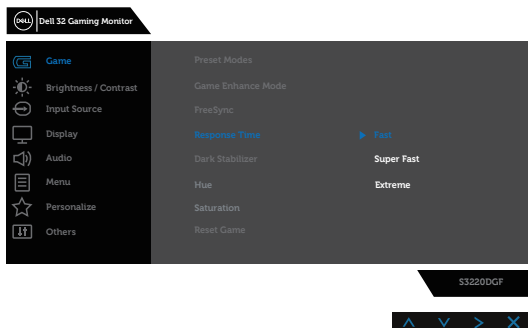 DELL Dell 32 Gaming Monitor
Game
Preset Modes
Brightness / Contrast
Game Enhance Mode
Input Source
FreeSync
Display
Response Time
Fast
Audio
Dark Stabilizer
Super Fast
Menu
Hue
Extreme
Personalize
Saturation
Others
Reset Game
S3220DGF